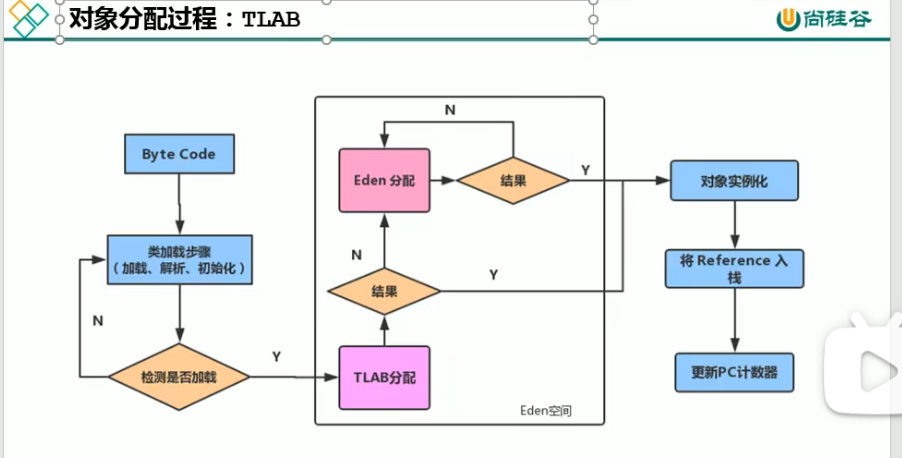 对象分配过程：TLAB
尚硅谷
Byte Code
类加载步骤
（加载、解析、初始化）
N
检测是否加载
Y
N
Eden 分配
结果
Y
N
结果
Y
TLAB分配
Eden空间
对象实例化
将 Reference 入
栈
更新PC计数器